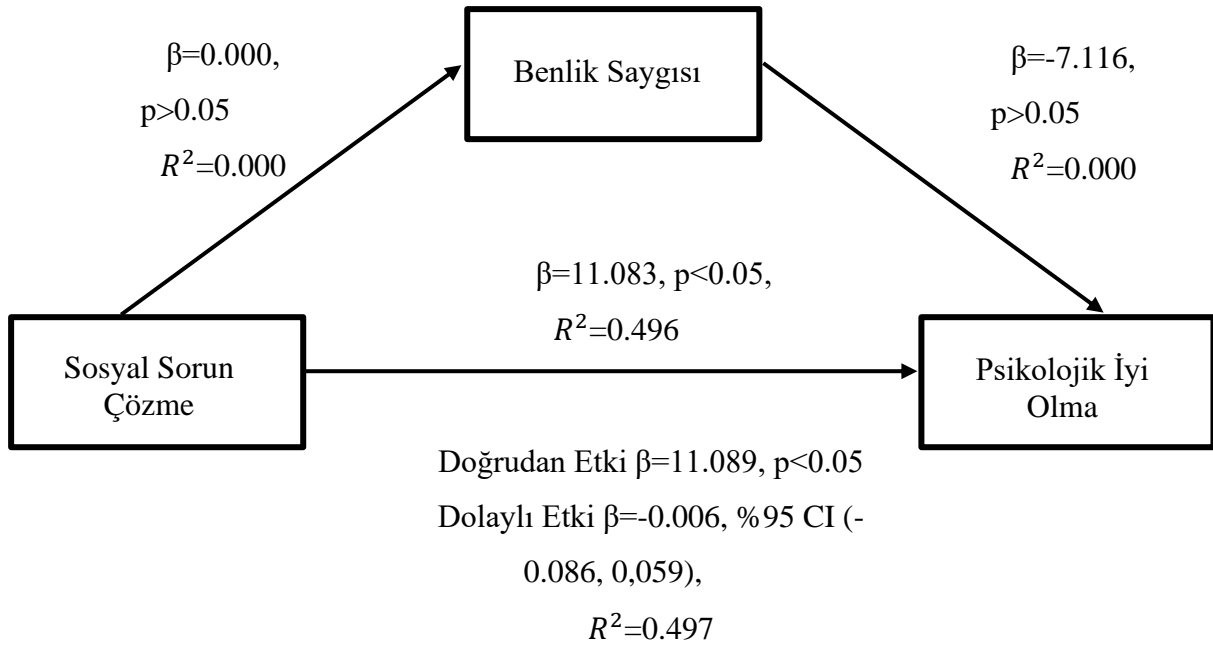 β=0.000,
p>0.05
R²=0.000
Benlik Saygısı
β=-7.116,
p>0.05
R²=0.000
β=11.083, p<0.05,
R²=0.496
Sosyal Sorun
Çözme
Psikolojik İyi
Olma
Doğrudan Etki β=11.089, p<0.05
Dolaylı Etki β=-0.006, %95 CI (-
0.086, 0,059),
R²=0.497